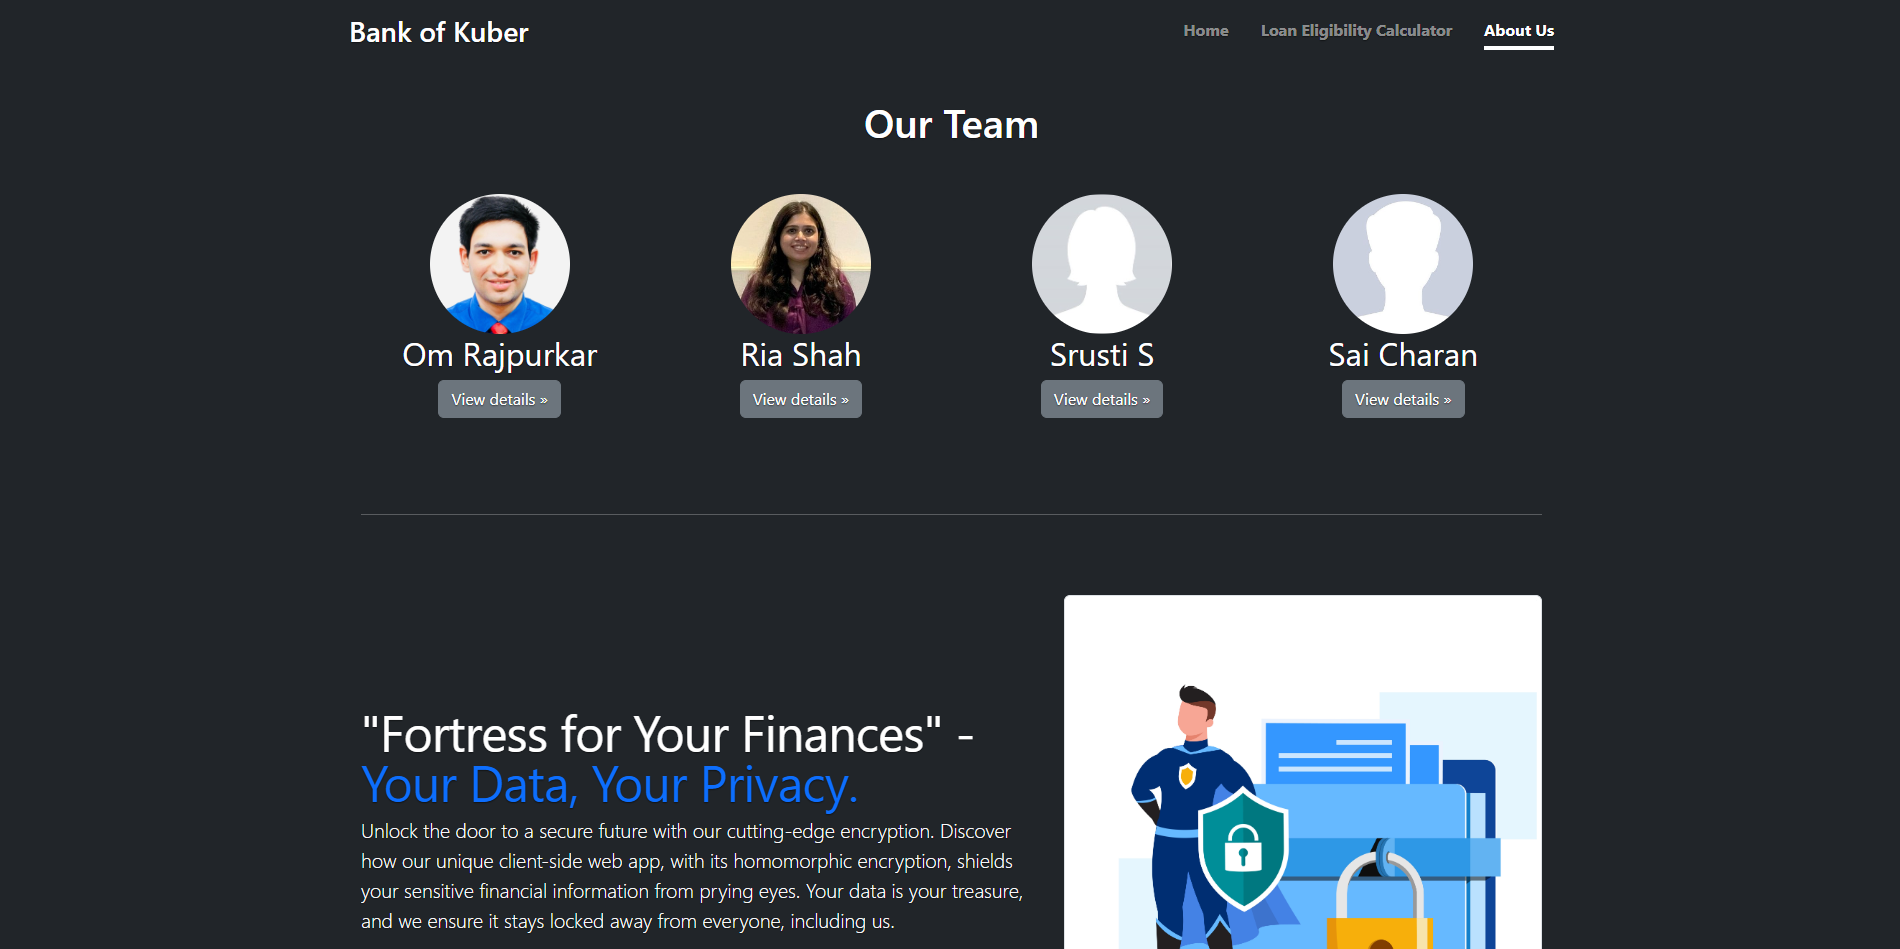 Bank of Kuber
Home
Loan Eligibility Calculator
About Us
Our Team
Om Rajpurkar
Ria Shah
Srusti S
Sai Charan
View details »
View details »
View details »
View details »
"Fortress for Your Finances" -
Your Data, Your Privacy.
Unlock the door to a secure future with our cutting-edge encryption. Discover
how our unique client-side web app, with its homomorphic encryption, shields
your sensitive financial information from prying eyes. Your data is your treasure,
and we ensure it stays locked away from everyone, including us.